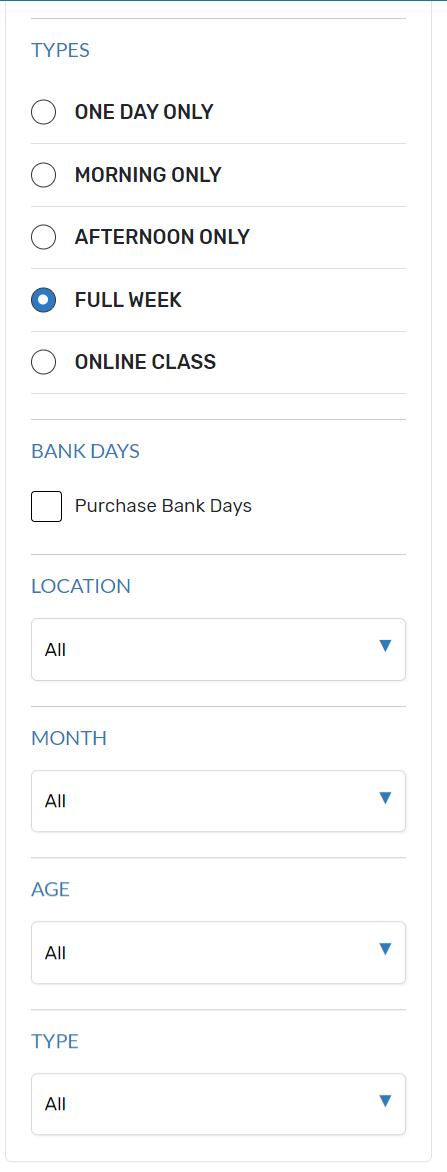 TYPES
ONE DAY ONLY
MORNING ONLY
AFTERNOON ONLY
FULL WEEK
ONLINE CLASS
BANK DAYS
Purchase Bank Days
LOCATION
All
MONTH
All
AGE
All
TYPE
All